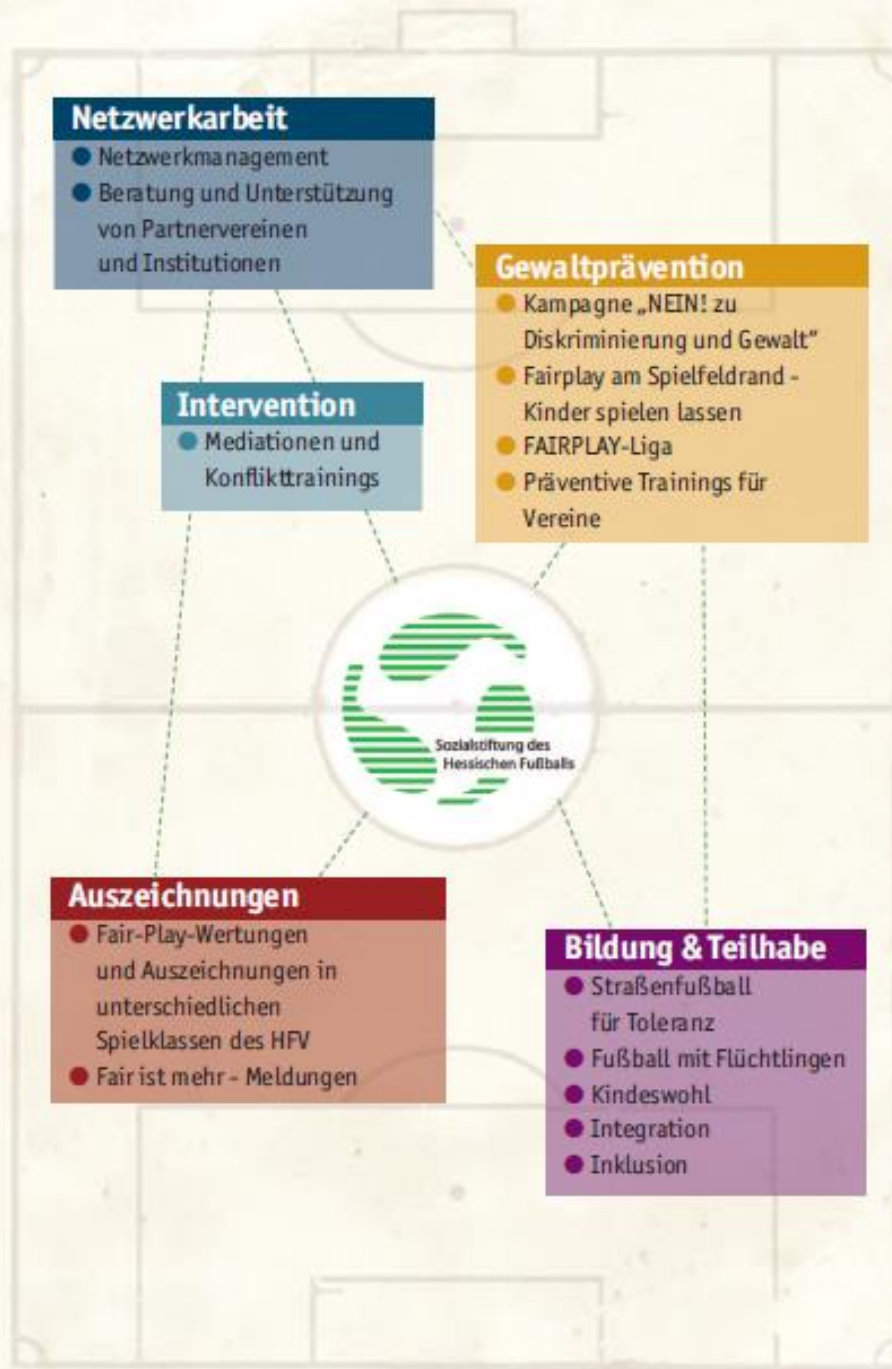 Netzwerkarbeit
● Netzwerkmanagement
● Beratung und Unterstützung
von Partnervereinen
und Institutionen
Gewaltprävention
● Kampagne „NEIN! zu
Diskriminierung und Gewalt“
● Fairplay am Spielfeldrand -
Kinder spielen lassen
● FAIRPLAY-Liga
● Präventive Trainings für
Vereine
Intervention
● Mediationen und
Konflikttrainings
Sozialstiftung des
Hessischen Fußballs
Auszeichnungen
● Fair-Play-Wertungen
und Auszeichnungen in
unterschiedlichen
Spielklassen des HFV
● Fair ist mehr - Meldungen
Bildung & Teilhabe
● Straßenfußball
für Toleranz
● Fußball mit Flüchtlingen
● Kindeswohl
● Integration
● Inklusion